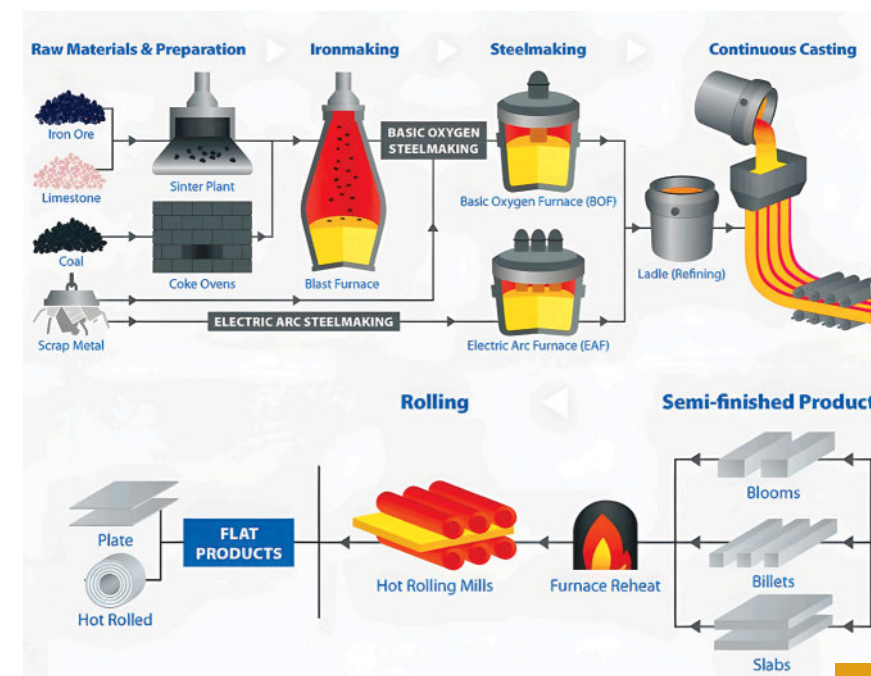 Raw Materials & Preparation
Ironmaking
Steelmaking
Continuous Casting
Iron Ore
Limestone
Sinter Plant
Coal
Coke Ovens
Scrap Metal
Blast Furnace
BASIC OXYGEN
STEELMAKING
ELECTRIC ARC STEELMAKING
Basic Oxygen Furnace (BOF)
Electric Arc Furnace (EAF)
Ladle (Refining)
Rolling
Semi-finished Product
Plate
Hot Rolled
FLAT
PRODUCTS
Hot Rolling Mills
Furnace Reheat
Blooms
Billets
Slabs